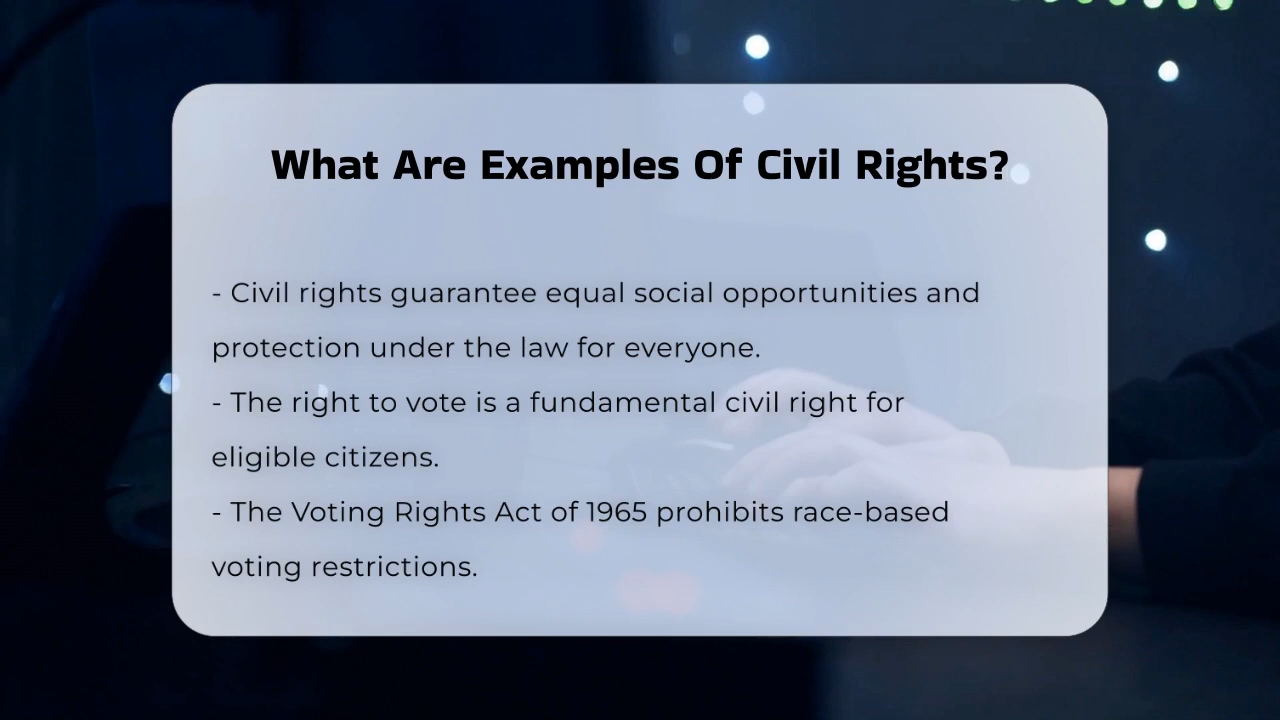 What Are Examples Of Civil Rights?
- Civil rights guarantee equal social opportunities and
protection under the law for everyone.
- The right to vote is a fundamental civil right for
eligible citizens.
- The Voting Rights Act of 1965 prohibits race-based
voting restrictions.